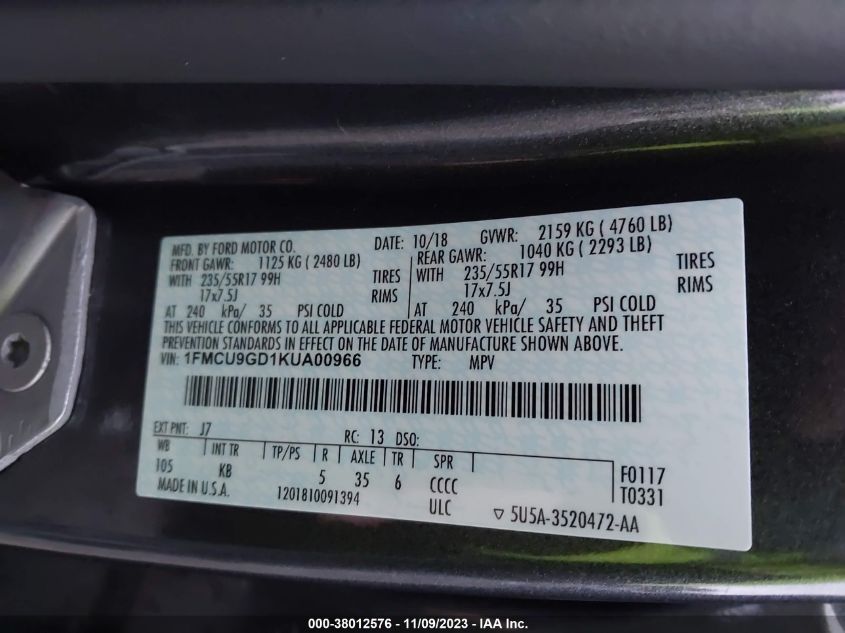 MFD. BY FORD MOTOR CO. DATE: 10/18 GVWR: 2159 KG ( 4760 LB)
FRONT GAWR: 1125 KG ( 2480 LB) REAR GAWR: 1040 KG ( 2293 LB)
WITH 235/55R17 99H TIRES WITH 235/55R17 99H TIRES
17x7.5J RIMS 17x7.5J RIMS
AT 240 kPa/ 35 PSI COLD AT 240 kPa/ 35 PSI COLD
THIS VEHICLE CONFORMS TO ALL APPLICABLE FEDERAL MOTOR VEHICLE SAFETY AND THEFT
PREVENTION STANDARDS IN EFFECT ON THE DATE OF MANUFACTURE SHOWN ABOVE.
VIN: 1FMCU9GD1KUA00966 TYPE: MPV
EXT PNT: J7 RC: 13 DSO:
WB INT TR TP/PS R AXLE TR SPR
105 KB 5 35 6 CCCC F0117
MADE IN U.S.A. 1201810091394 ULC T0331
▽ 5U5A-3520472-AA
000-38012576 - 11/09/2023 - IAA Inc.